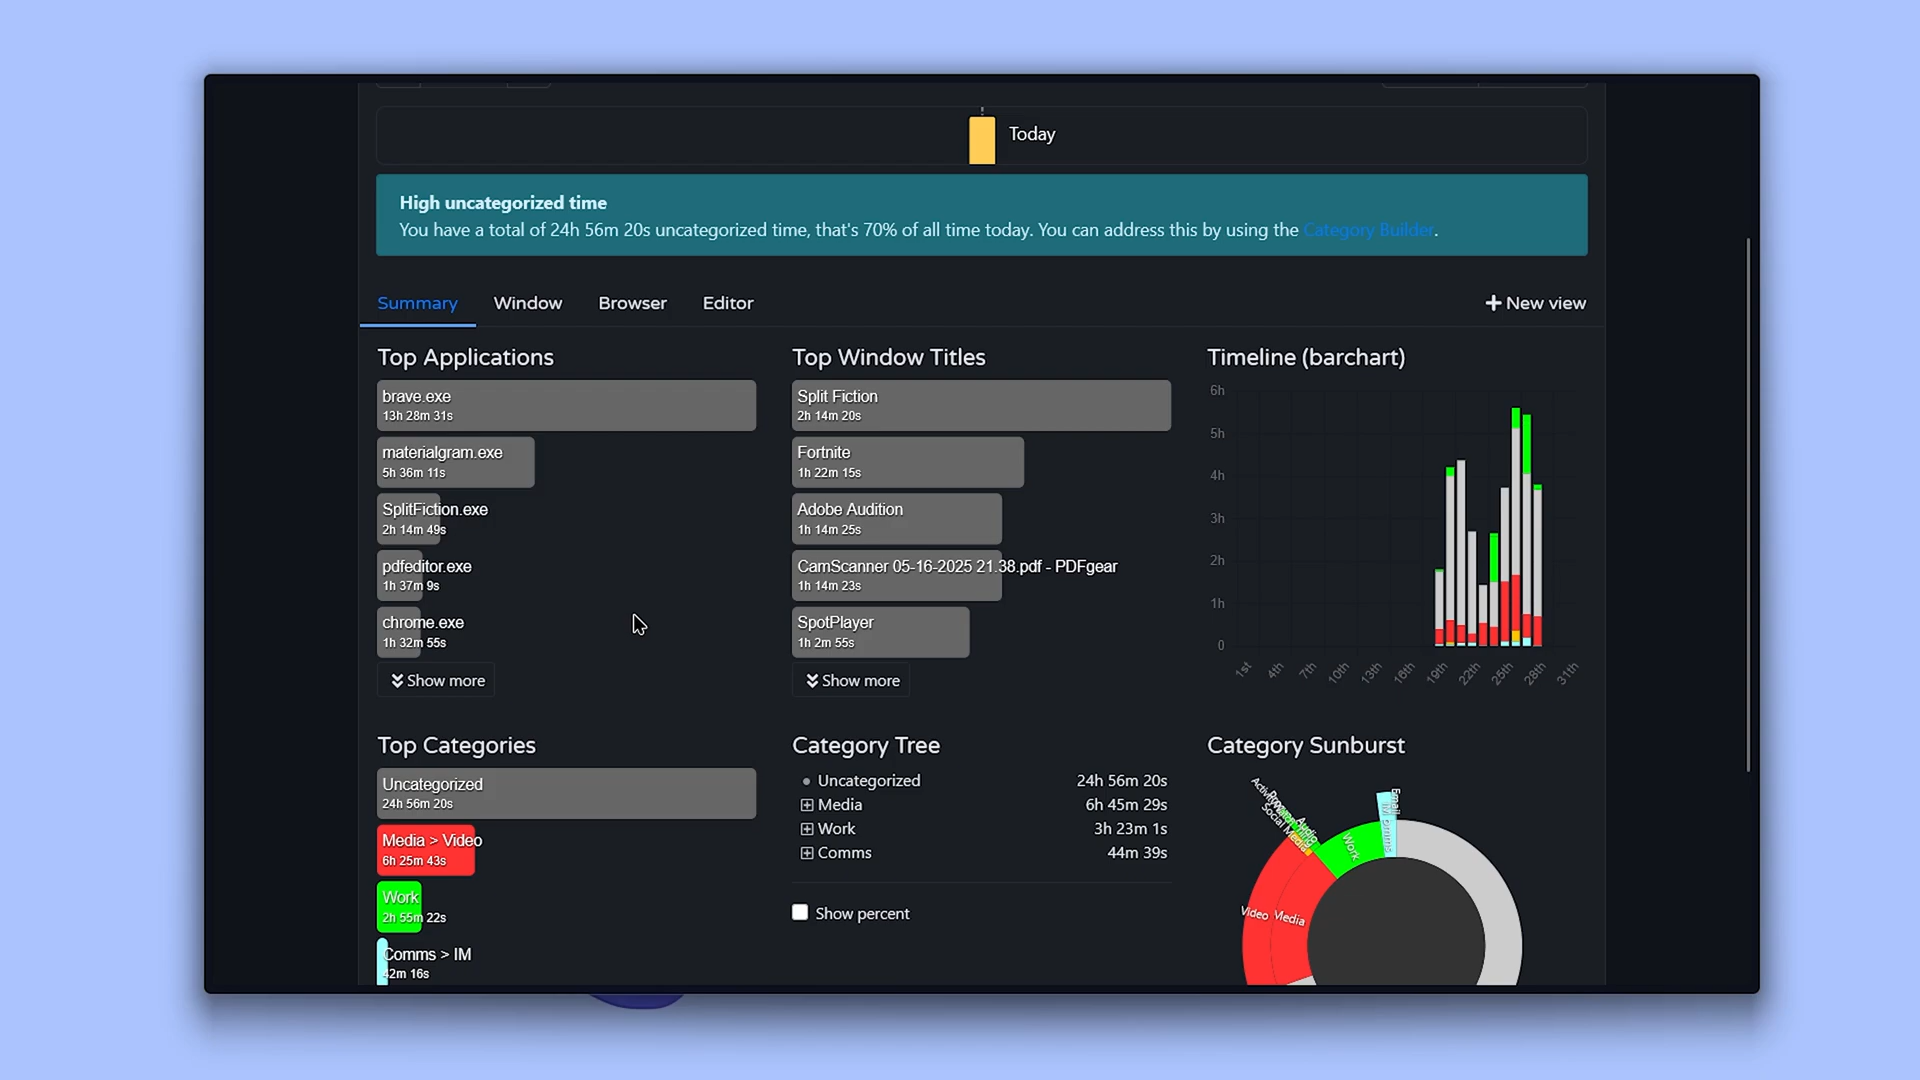 Today
High uncategorized time
You have a total of 24h 56m 20s uncategorized time, that's 70% of all time today. You can address this by using the Category Builder.
Summary
Window
Browser
Editor
New view
Top Applications
brave.exe
13h 28m 31s
materialgram.exe
5h 36m 11s
SplitFiction.exe
2h 14m 49s
pdfeditor.exe
1h 37m 9s
chrome.exe
1h 32m 55s
Show more
Top Window Titles
Split Fiction
2h 14m 20s
Fortnite
1h 22m 15s
Adobe Audition
1h 14m 25s
CamScanner 05-16-2025 21.38.pdf - PDFgear
1h 14m 23s
SpotPlayer
1h 2m 55s
Show more
Timeline (barchart)
6h
5h
4h
3h
2h
1h
0
1st
4th
7th
10th
13th
16th
19th
22th
25th
28th
31th
Top Categories
Uncategorized
24h 56m 20s
Media > Video
6h 25m 43s
Work
2h 55m 22s
Comms > IM
42m 16s
Category Tree
Uncategorized 24h 56m 20s
Media 6h 45m 29s
Work 3h 23m 1s
Comms 44m 39s
Show percent
Category Sunburst
Social Media
Audio
Work
Email
Video
Media